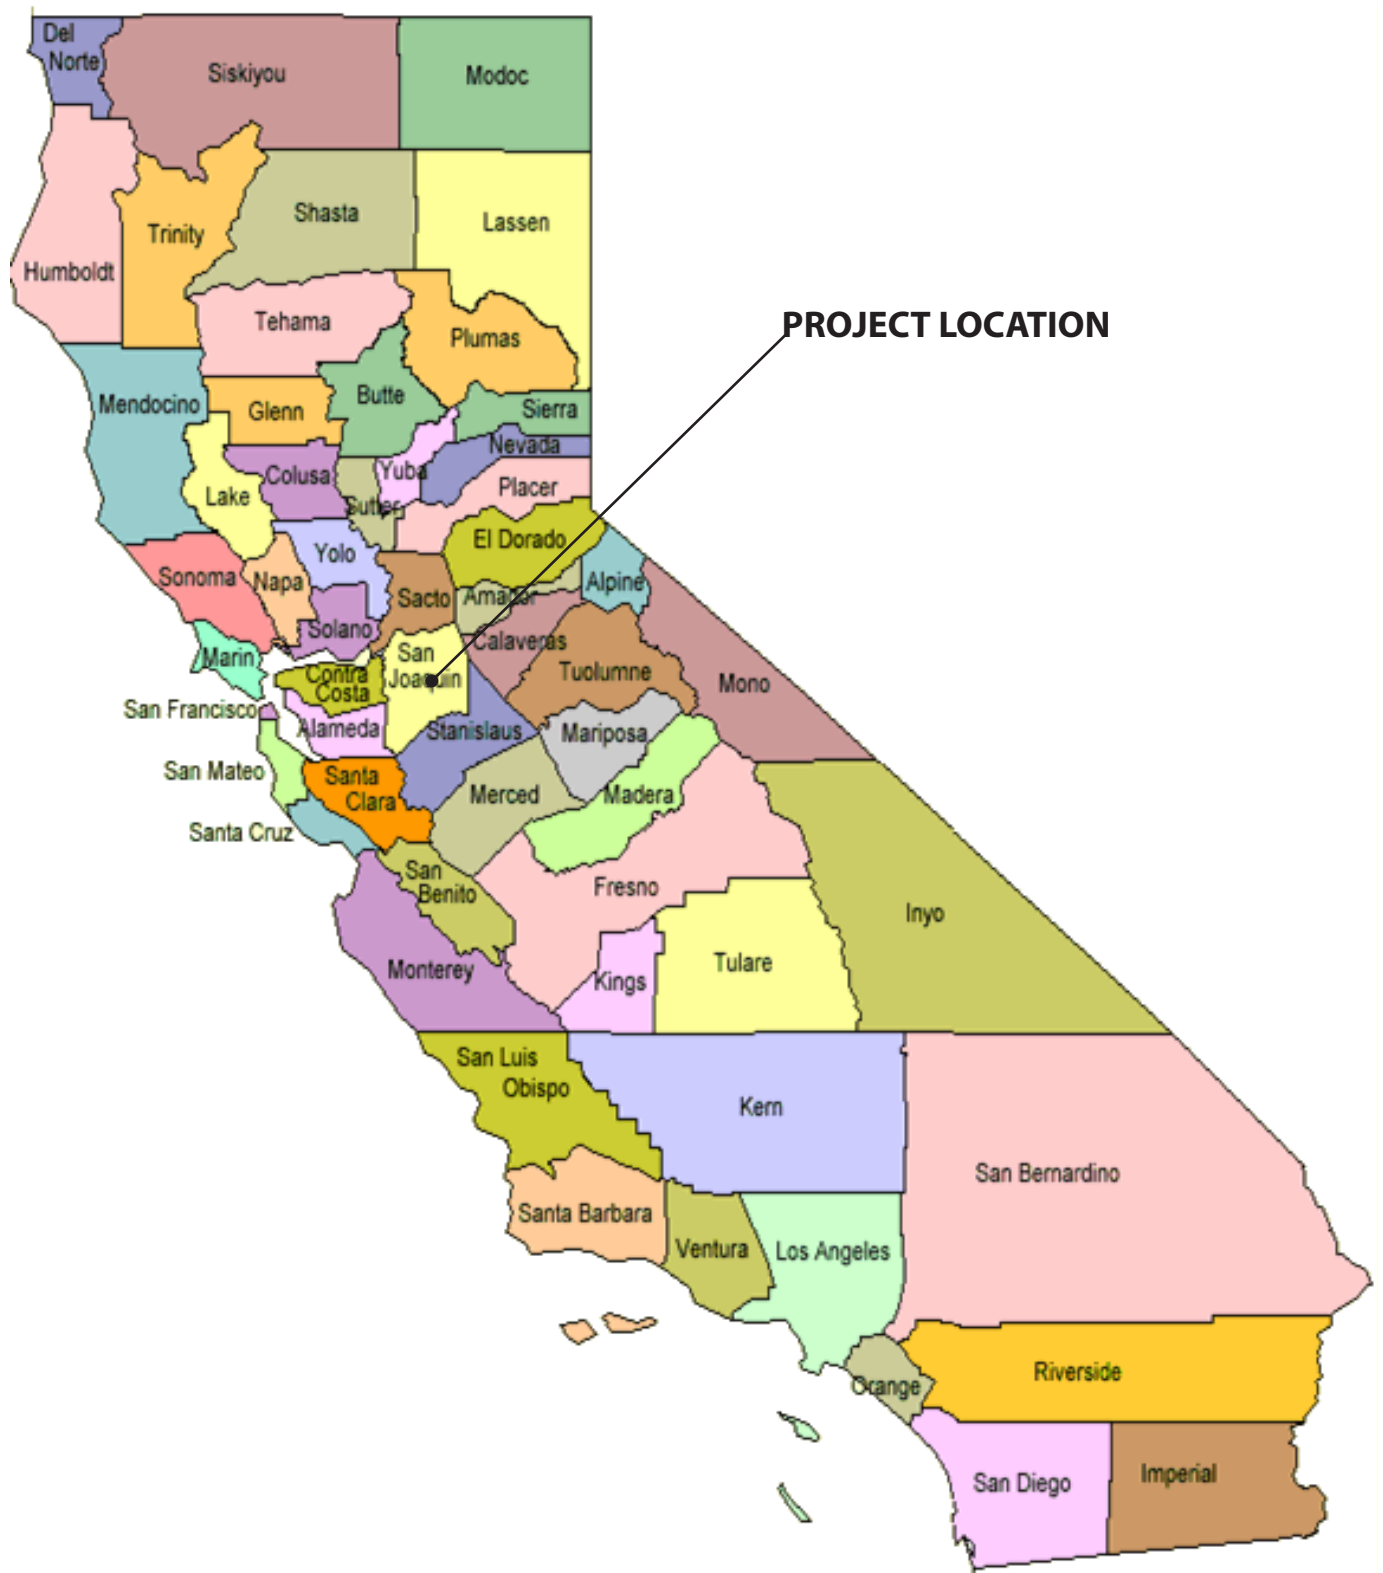 Del
Norte
Siskiyou
Modoc
Shasta
Lassen
Trinity
Humboldt
Tehama
PROJECT LOCATION
Plumas
Butte
Mendocino
Glenn
Sierra
Nevada
Yuba
Colusa
Placer
Lake
Sutter
El Dorado
Yolo
Sonoma
Napa
Alpine
Sacto
Amador
Solano
Calaveras
San
Joaquin
Marin
Contra
Costa
Tuolumne
Mono
San Francisco
Alameda
Stanislaus
Mariposa
San Mateo
Santa
Clara
Merced
Madera
Santa Cruz
San
Benito
Fresno
Inyo
Monterey
Kings
Tulare
San Luis
Obispo
Kern
San Bernardino
Santa Barbara
Ventura
Los Angeles
Riverside
Orange
San Diego
Imperial